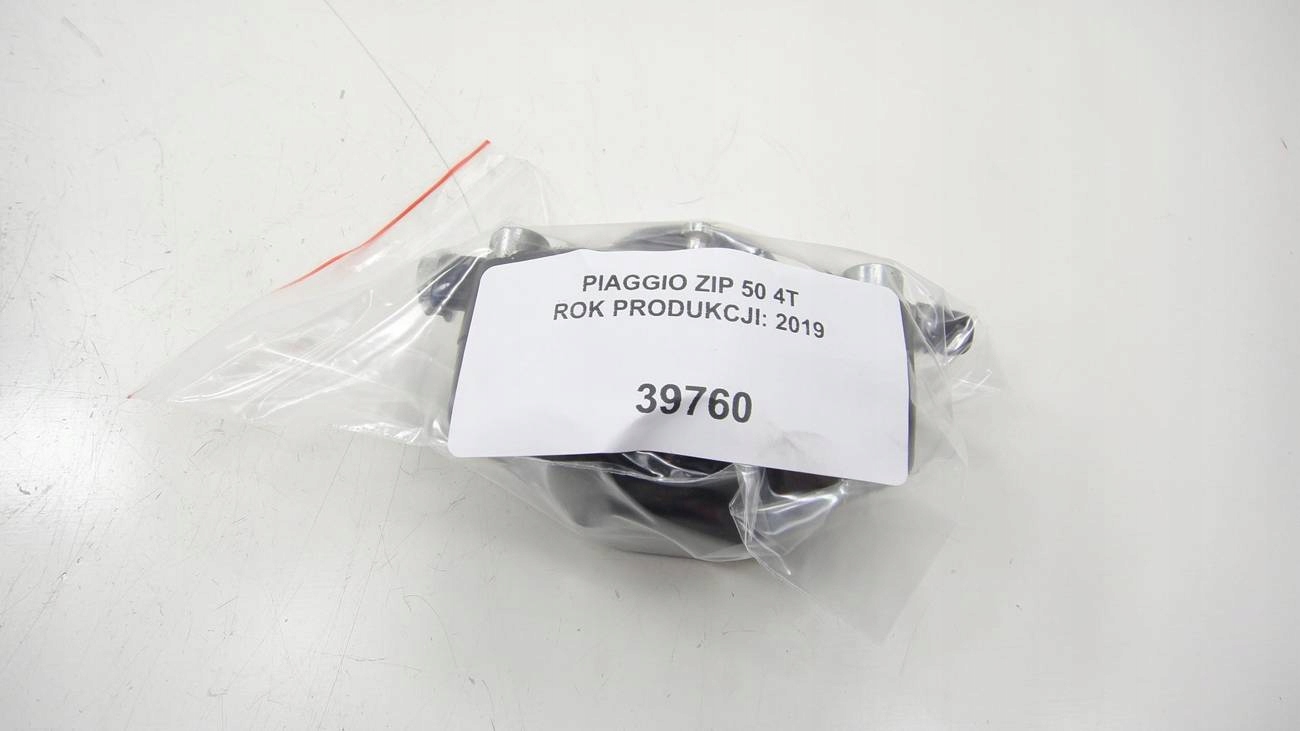 PIAGGIO ZIP 50 4T
ROK PRODUKCJI: 2019
39760